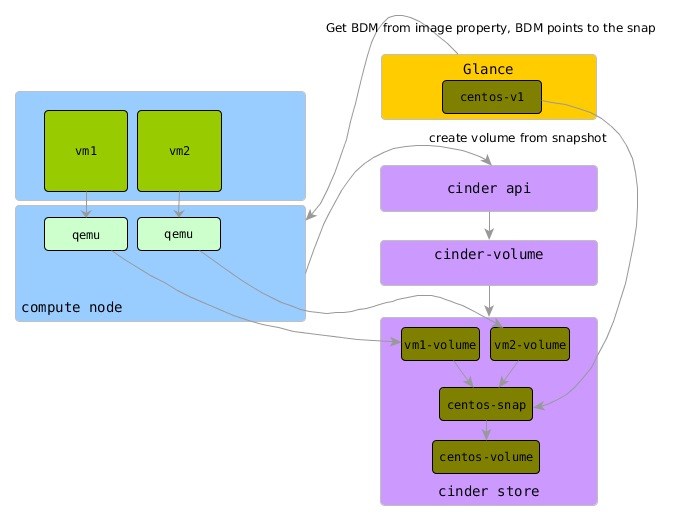 Get BDM from image property, BDM points to the snap
Glance
centos-v1
create volume from snapshot
vm1
vm2
cinder api
qemu
qemu
cinder-volume
compute node
vm1-volume
vm2-volume
centos-snap
centos-volume
cinder store